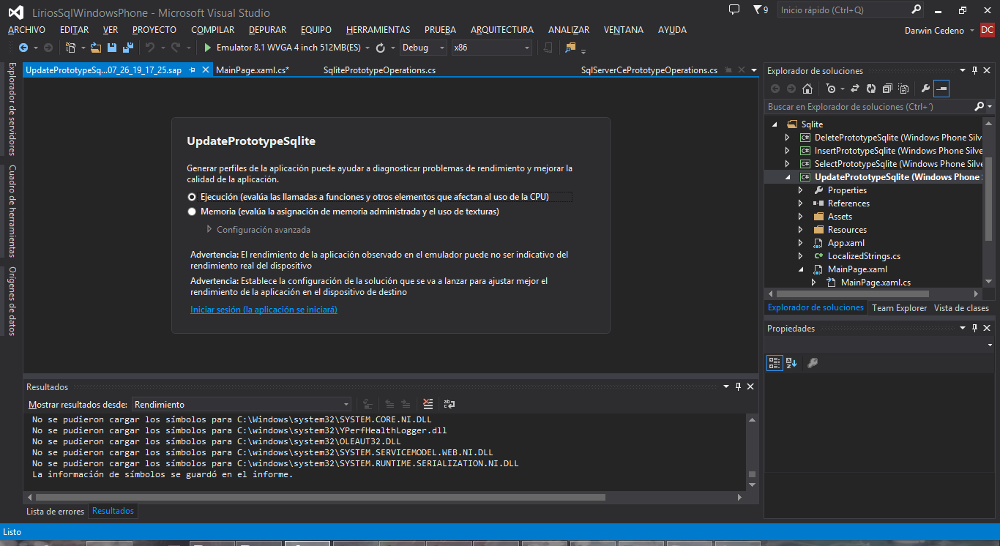 LiriosSqlWindowsPhone - Microsoft Visual Studio
9
Inicio rápido (Ctrl+Q)
ARCHIVO EDITAR VER PROYECTO COMPILAR DEPURAR EQUIPO HERRAMIENTAS PRUEBA ARQUITECTURA ANALIZAR VENTANA AYUDA
Darwin Cedeno DC
Emulator 8.1 WVGA 4 inch 512MB(ES) Debug x86
Explorador de servidores
Cuadro de herramientas
Orígenes de datos
UpdatePrototypeSq...07_26_19_17_25.sap MainPage.xaml.cs* SqlitePrototypeOperations.cs SqlServerCePrototypeOperations.cs
UpdatePrototypeSqlite
Generar perfiles de la aplicación puede ayudar a diagnosticar problemas de rendimiento y mejorar la
calidad de la aplicación.
Ejecución (evalúa las llamadas a funciones y otros elementos que afectan al uso de la CPU)
Memoria (evalúa la asignación de memoria administrada y el uso de texturas)
Configuración avanzada
Advertencia: El rendimiento de la aplicación observado en el emulador puede no ser indicativo del
rendimiento real del dispositivo
Advertencia: Establece la configuración de la solución que se va a lanzar para ajustar mejor el
rendimiento de la aplicación en el dispositivo de destino
Iniciar sesión (la aplicación se iniciará)
Resultados
Mostrar resultados desde: Rendimiento
No se pudieron cargar los símbolos para C:\Windows\system32\SYSTEM.CORE.NI.DLL
No se pudieron cargar los símbolos para C:\windows\system32\YPerfHealthLogger.dll
No se pudieron cargar los símbolos para C:\windows\system32\OLEAUT32.DLL
No se pudieron cargar los símbolos para C:\windows\system32\SYSTEM.SERVICEMODEL.WEB.NI.DLL
No se pudieron cargar los símbolos para C:\windows\system32\SYSTEM.RUNTIME.SERIALIZATION.NI.DLL
La información de símbolos se guardó en el informe.
Lista de errores Resultados
Explorador de soluciones
Buscar en Explorador de soluciones (Ctrl+´)
Sqlite
C# DeletePrototypeSqlite (Windows Phone Silv
C# InsertPrototypeSqlite (Windows Phone Silve
C# SelectPrototypeSqlite (Windows Phone Silv
C# UpdatePrototypeSqlite (Windows Phone
Properties
References
Assets
Resources
App.xaml
C# LocalizedStrings.cs
MainPage.xaml
MainPage.xaml.cs
Explorador de soluciones Team Explorer Vista de clases
Propiedades
Listo